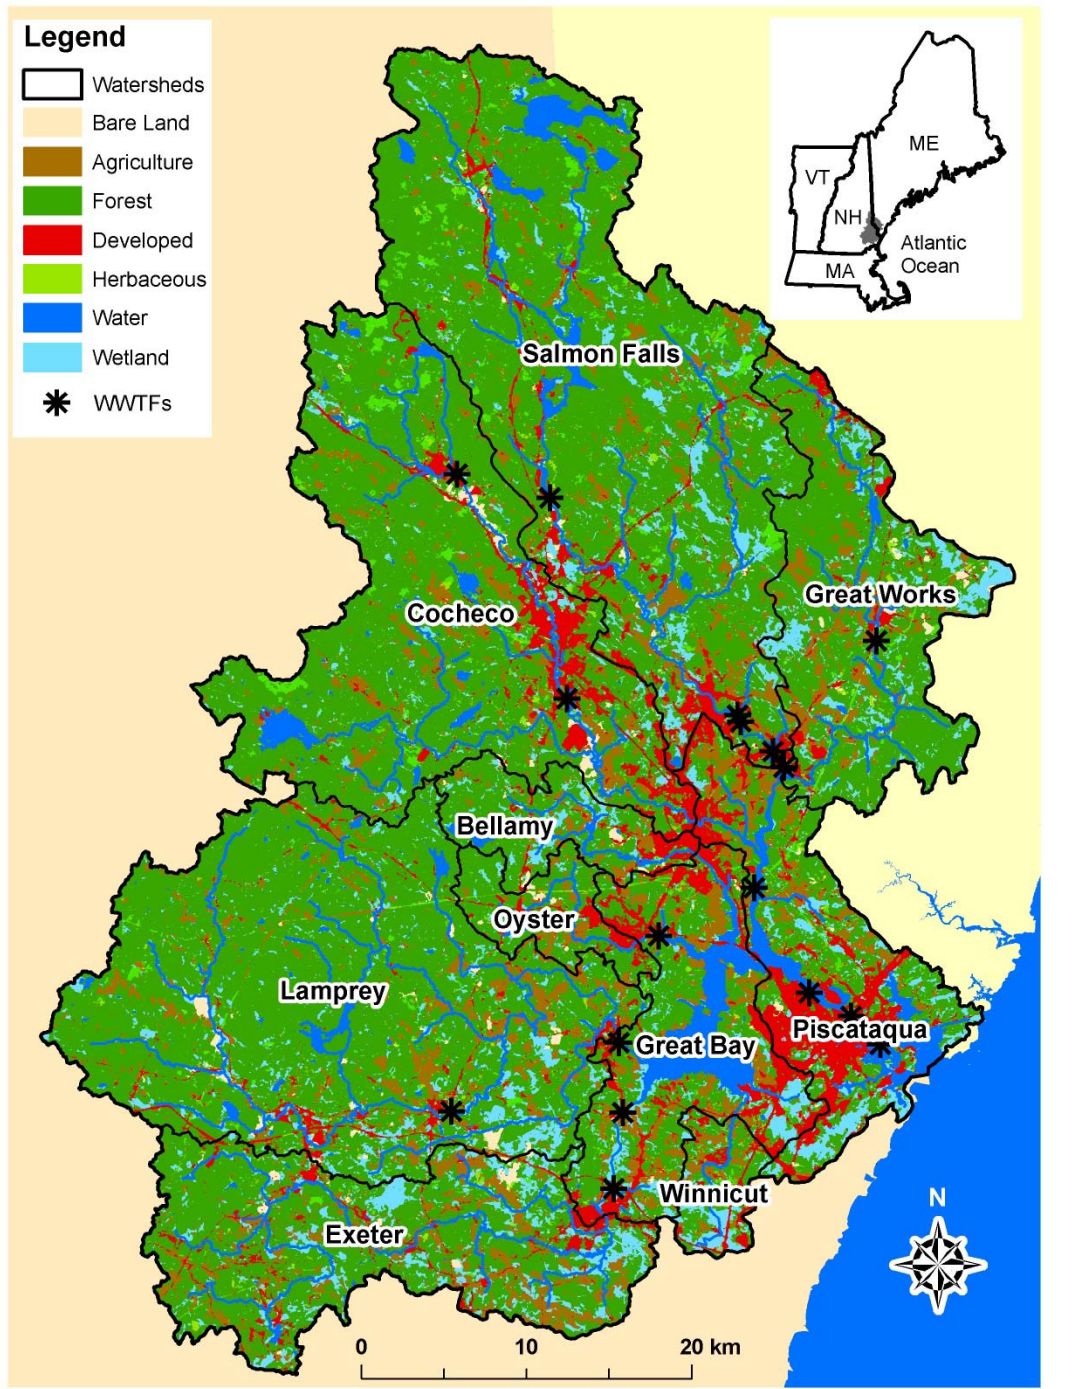 Legend
Watersheds
Bare Land
Agriculture
Forest
Developed
Herbaceous
Water
Wetland
WWTFs
ME
VT
NH
MA
Atlantic
Ocean
Salmon Falls
Great Works
Cocheco
Bellamy
Oyster
Lamprey
Piscataqua
Great Bay
Winnicut
Exeter
N
0 10 20 km